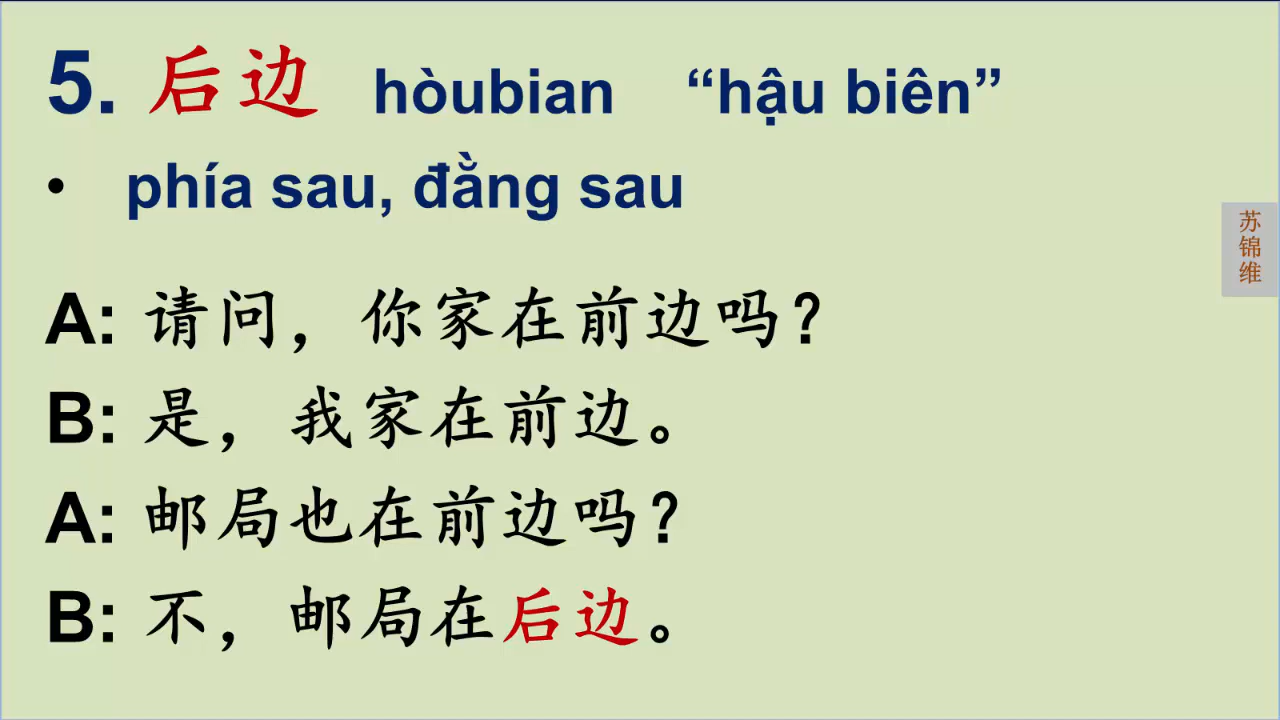 5. 后边 hòubian “hậu biên”
• phía sau, đằng sau
苏锦维
A: 请问，你家在前边吗？
B: 是，我家在前边。
A: 邮局也在前边吗？
B: 不，邮局在后边。